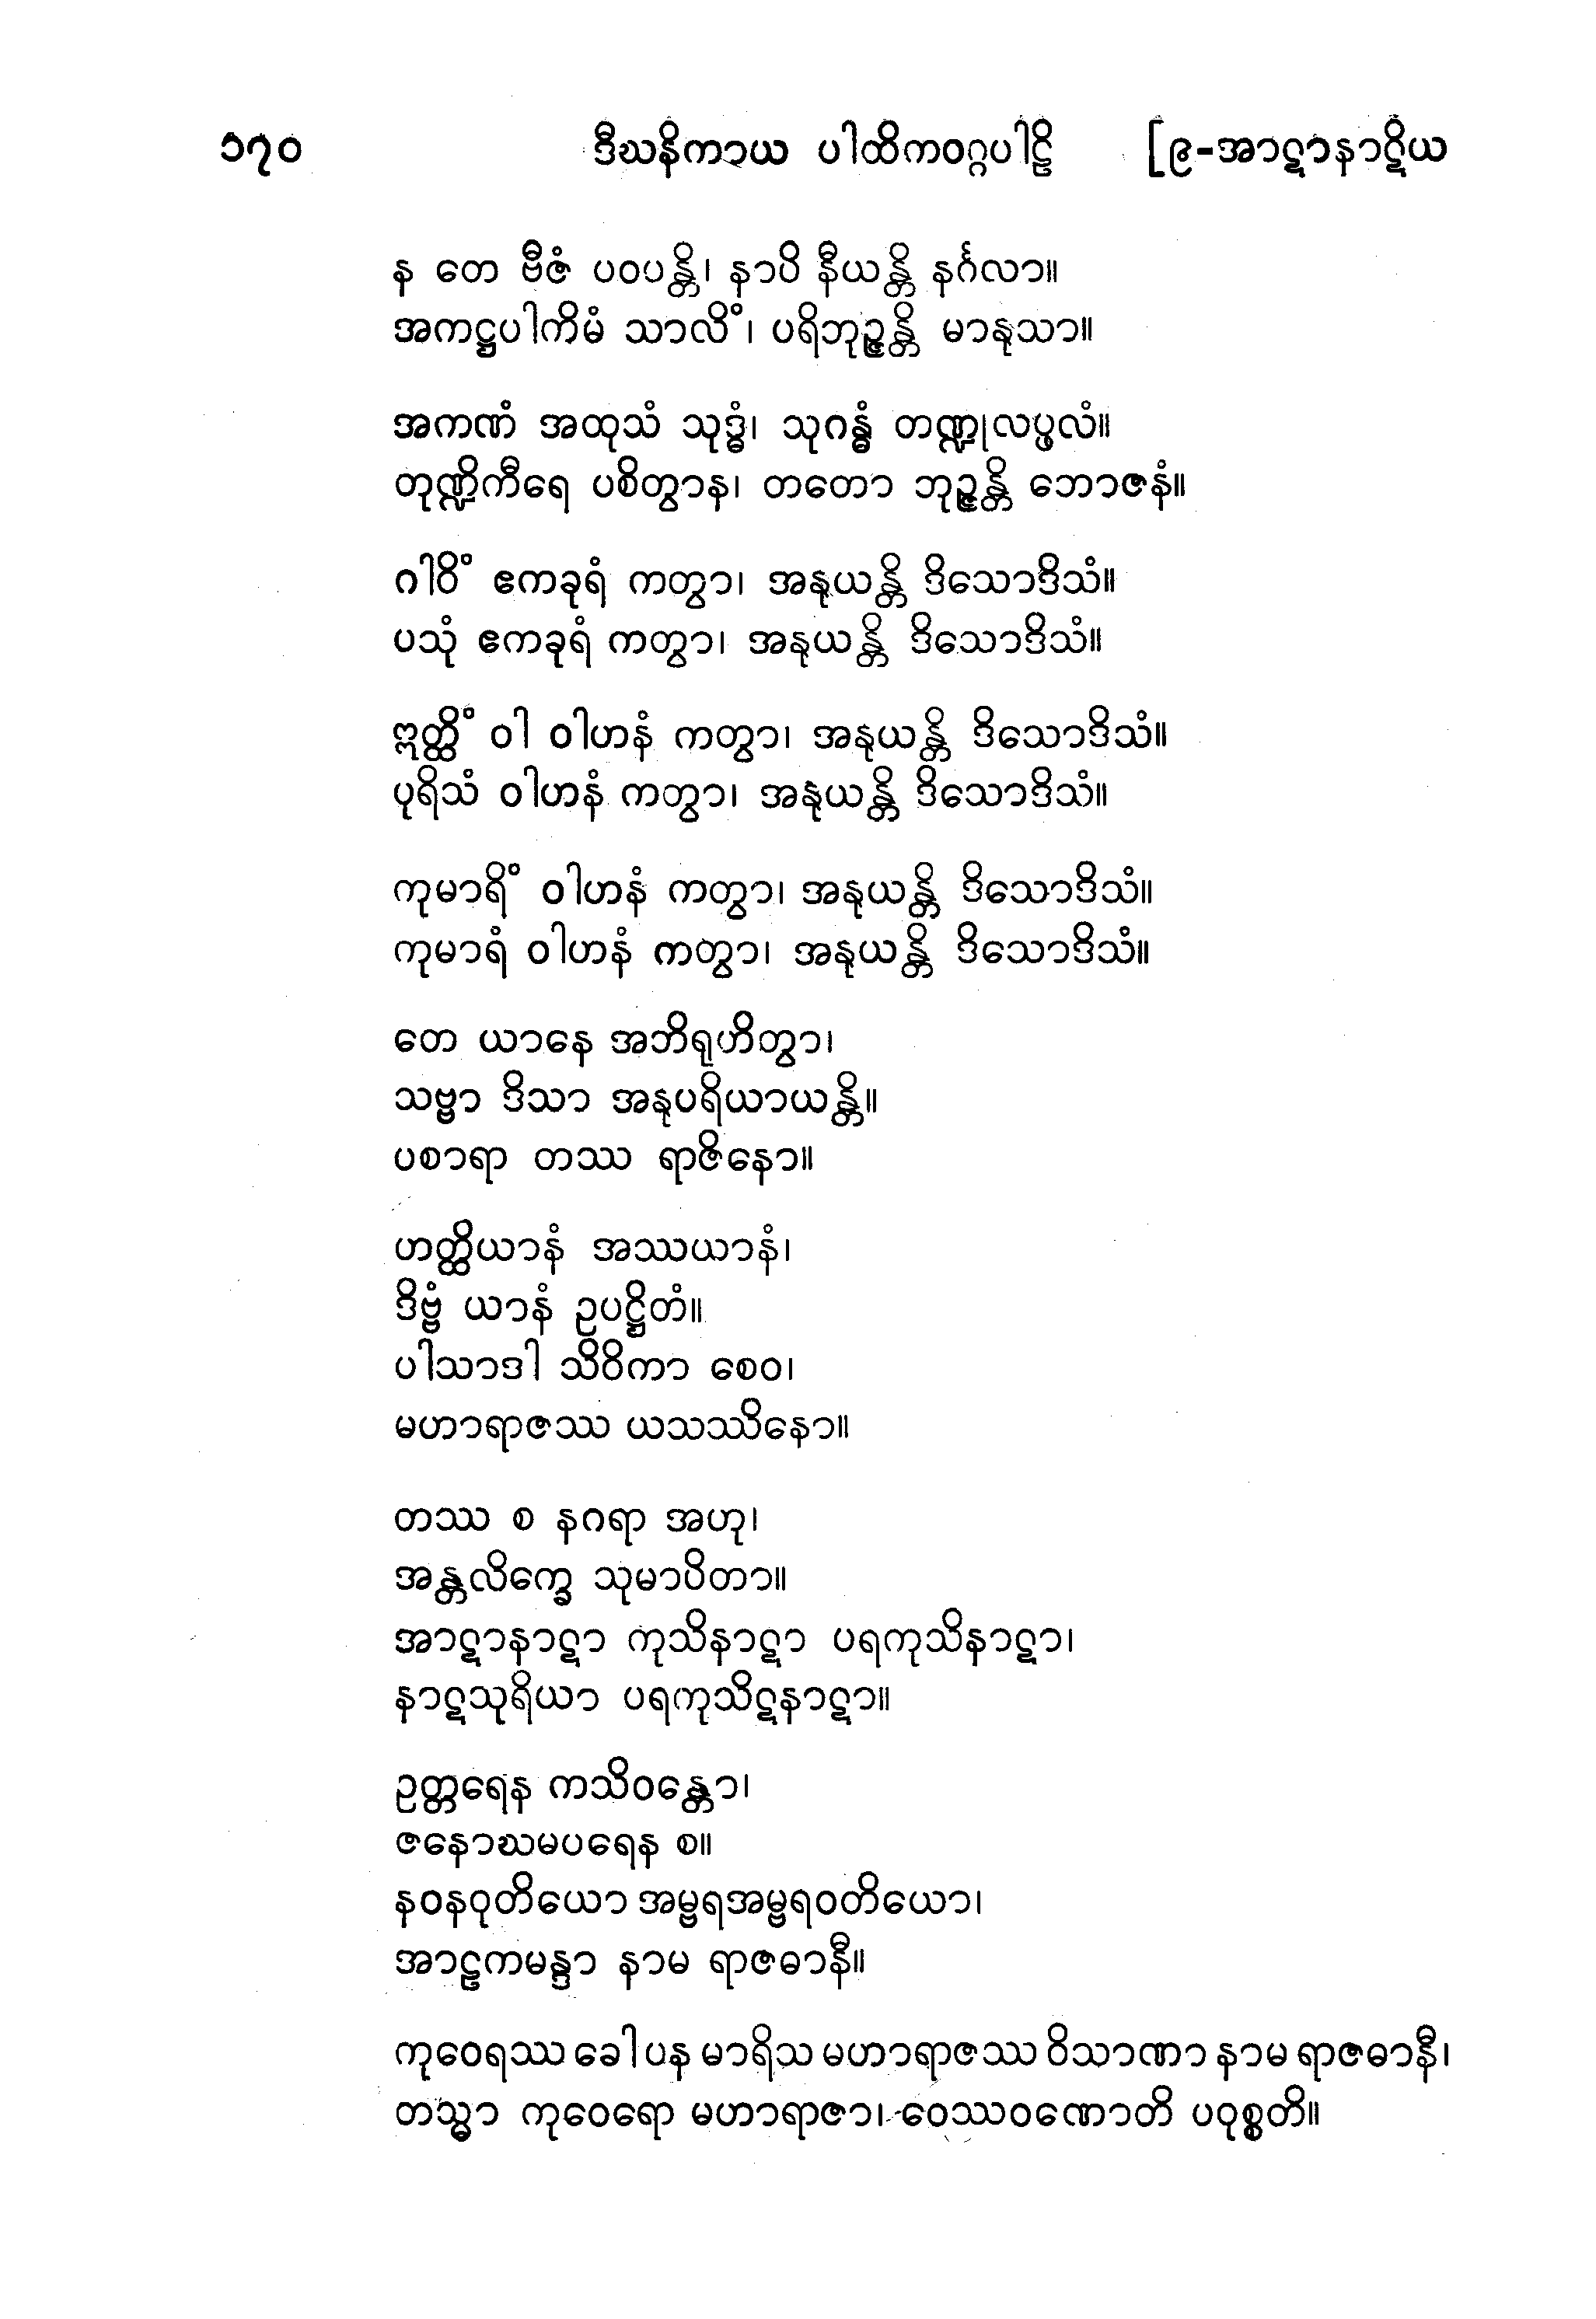 ၁၇၀ ဒီဃနိကာယ ပါထိကဝဂ္ဂပါဠိ [၉-အာဋာနာဋိယ
န တေ ဗီဇံ ပဝပန္တိ၊ နာပိ နီယန္တိ နင်္ဂလာ။
အကဋ္ဌပါကိမံ သာလိံ၊ ပရိဘုဉ္ဇန္တိ မာနုသာ။
အကဏံ အထုသံ သုဒ္ဓံ၊ သုဂန္ဓံ တဏ္ဍုလပ္ဖလံ။
တုဏ္ဍိကီရေ ပစိတွာန၊ တတော ဘုဉ္ဇန္တိ ဘောဇနံ။
ဂါဝိံ ဧကခုရံ ကတွာ၊ အနုယန္တိ ဒိသောဒိသံ။
ပသုံ ဧကခုရံ ကတွာ၊ အနုယန္တိ ဒိသောဒိသံ။
ဣတ္ထိံ ဝါ ဝါဟနံ ကတွာ၊ အနုယန္တိ ဒိသောဒိသံ။
ပုရိသံ ဝါဟနံ ကတွာ၊ အနုယန္တိ ဒိသောဒိသံ။
ကုမာရိံ ဝါဟနံ ကတွာ၊ အနုယန္တိ ဒိသောဒိသံ။
ကုမာရံ ဝါဟနံ ကတွာ၊ အနုယန္တိ ဒိသောဒိသံ။
တေ ယာနေ အဘိရုဟိတွာ၊
သဗ္ဗာ ဒိသာ အနုပရိယာယန္တိ။
ပစာရာ တဿ ရာဇိနော။
ဟတ္ထိယာနံ အဿယာနံ၊
ဒိဗ္ဗံ ယာနံ ဥပဋ္ဌိတံ။
ပါသာဒါ သိဝိကာ စေဝ၊
မဟာရာဇဿ ယသဿိနော။
တဿ စ နဂရာ အဟု၊
အန္တလိက္ခေ သုမာပိတာ။
အာဋာနာဋာ ကုသိနာဋာ ပရကုသိနာဋာ၊
နာဋသုရိယာ ပရကုသိဋနာဋာ။
ဥတ္တရေန ကသိဝန္တော၊
ဇနောဃမပရေန စ။
နဝနဝုတိယော အမ္ဗရအမ္ဗရဝတိယော၊
အာဠကမန္ဒာ နာမ ရာဇဓာနီ။
ကုဝေရဿ ခေါ ပန မာရိသ မဟာရာဇဿ ဝိသာဏာ နာမ ရာဇဓာနီ၊
တသ္မာ ကုဝေရော မဟာရာဇာ၊ ဝေဿဝဏောတိ ပဝုစ္စတိ။